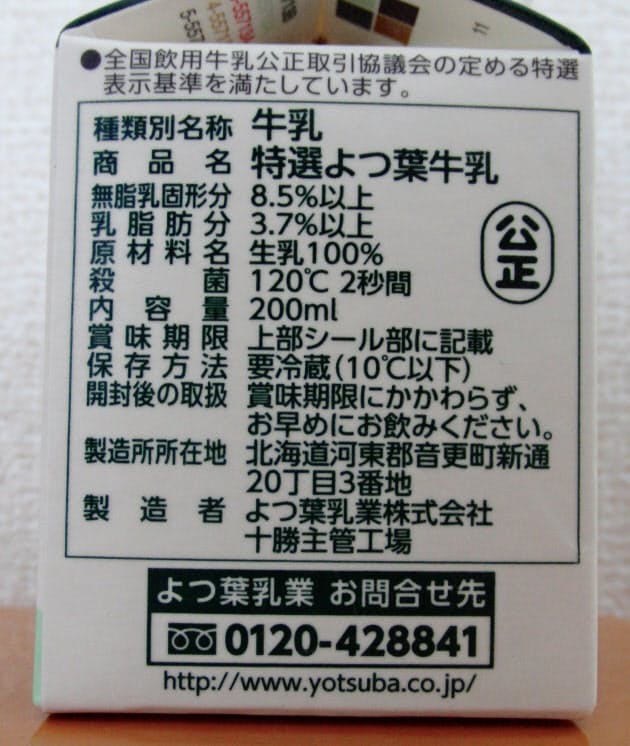 ●全国飲用牛乳公正取引協議会の定める特選
表示基準を満たしています。
種類別名称 牛乳
商品名 特選よつ葉牛乳
無脂乳固形分 8.5%以上
乳脂肪分 3.7%以上
原材料名 生乳100%
殺菌 120℃ 2秒間
内容量 200ml
賞味期限 上部シール部に記載
保存方法 要冷蔵(10℃以下)
開封後の取扱 賞味期限にかかわらず、
お早めにお飲みください。
製造所所在地 北海道河東郡音更町新通
20丁目3番地
製造者 よつ葉乳業株式会社
十勝主管工場
公正
よつ葉乳業 お問合せ先
0120-428841
http://www.yotsuba.co.jp/